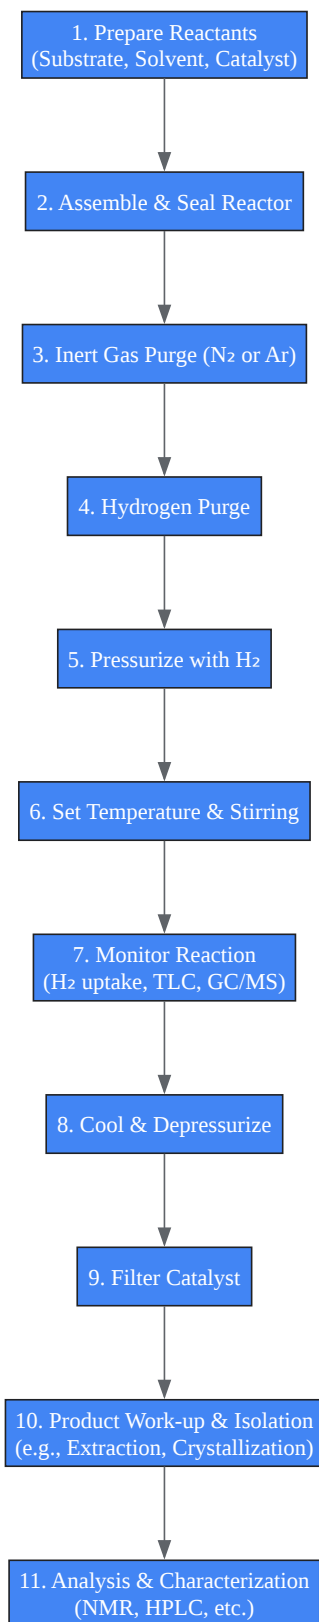 1. Prepare Reactants
(Substrate, Solvent, Catalyst)
2. Assemble & Seal Reactor
3. Inert Gas Purge (N₂ or Ar)
4. Hydrogen Purge
5. Pressurize with H₂
6. Set Temperature & Stirring
7. Monitor Reaction
(H₂ uptake, TLC, GC/MS)
8. Cool & Depressurize
9. Filter Catalyst
10. Product Work-up & Isolation
(e.g., Extraction, Crystallization)
11. Analysis & Characterization
(NMR, HPLC, etc.)